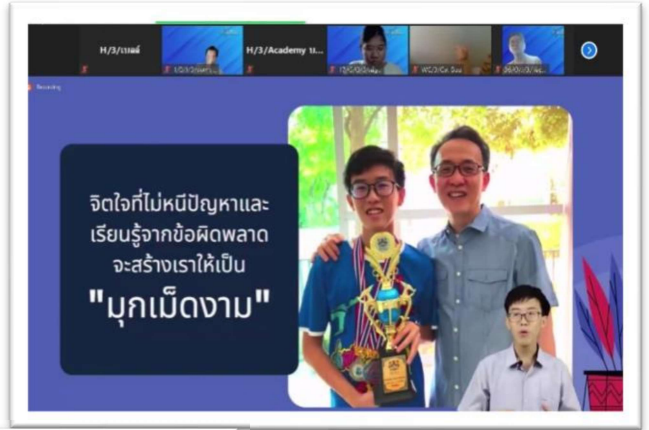 H/3/เบลล์
H/3/Academy บ...
Recording
จิตใจที่ไม่หนีปัญหาและ
เรียนรู้จากข้อผิดพลาด
จะสร้างเราให้เป็น
"มุกเม็ดงาม"